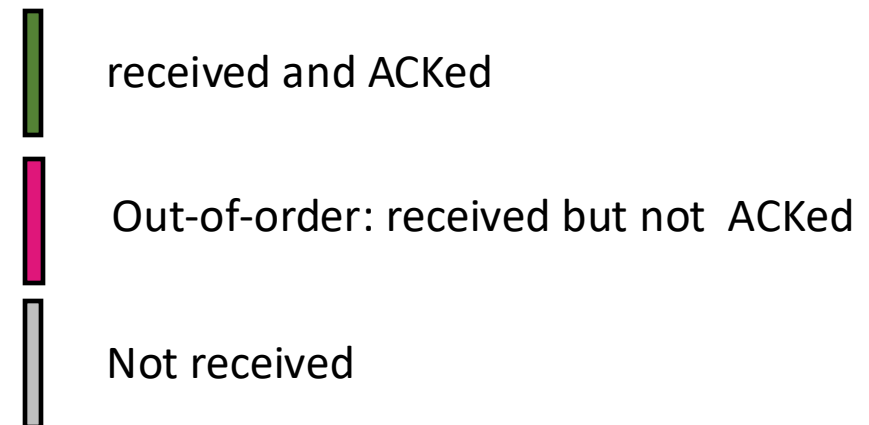 received and ACKed
Out-of-order: received but not ACKed
Not received